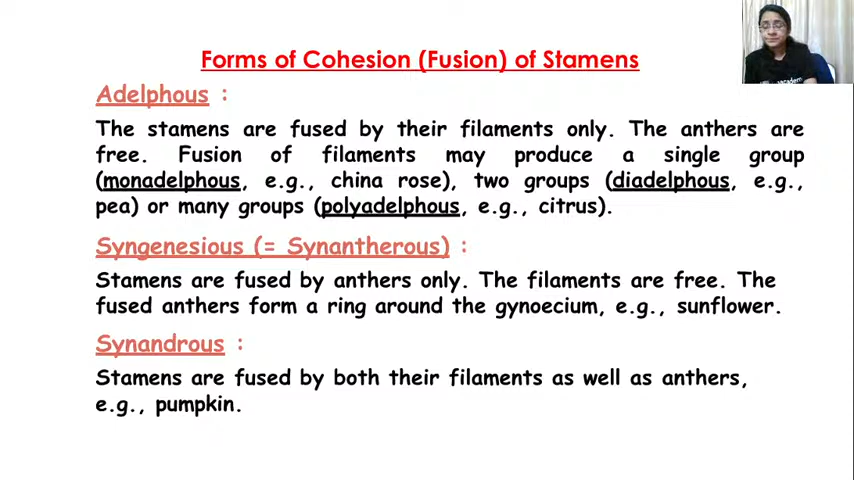 Forms of Cohesion (Fusion) of Stamens
Adelphous :
The stamens are fused by their filaments only. The anthers are
free. Fusion of filaments may produce a single group
(monadelphous, e.g., china rose), two groups (diadelphous, e.g.,
pea) or many groups (polyadelphous, e.g., citrus).
Syngenesious (= Synantherous) :
Stamens are fused by anthers only. The filaments are free. The
fused anthers form a ring around the gynoecium, e.g., sunflower.
Synandrous :
Stamens are fused by both their filaments as well as anthers,
e.g., pumpkin.